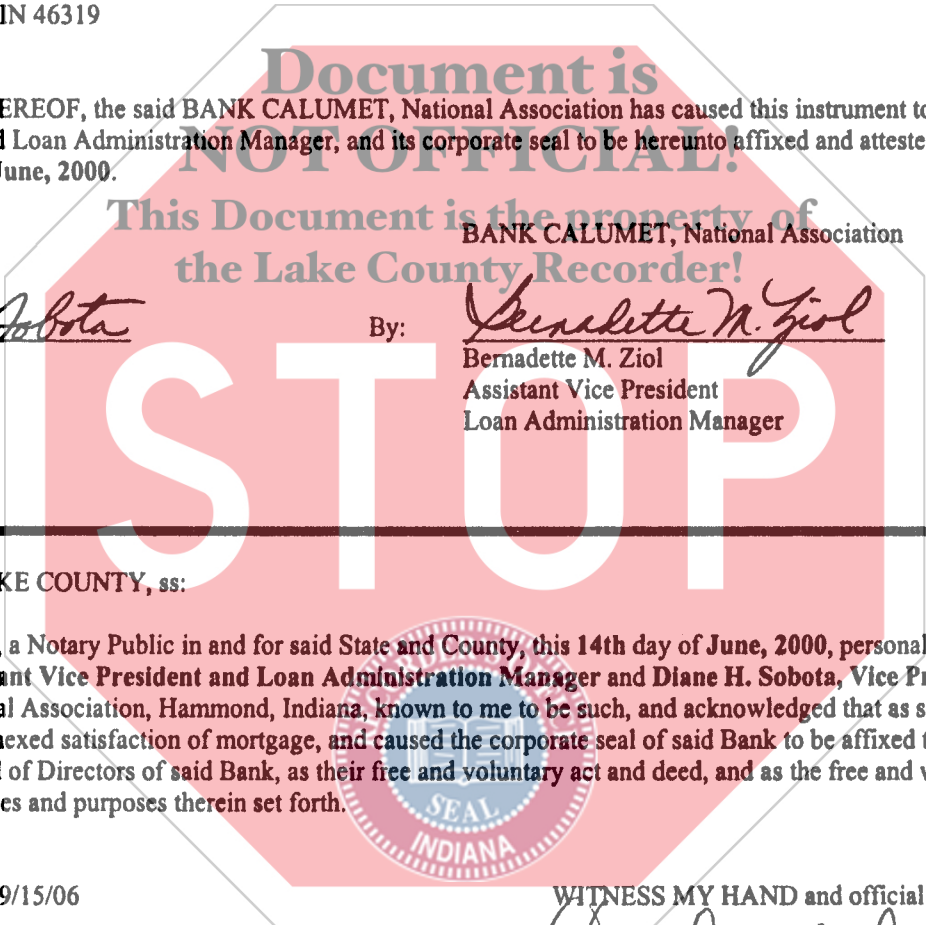 IN 46319
Document is
EREOF, the said BANK CALUMET, National Association has caused this instrument to
Loan Administration Manager, and its corporate seal to be hereunto affixed and atteste
NOT OFFICIAL!
June, 2000.
This Document is the property of
BANK CALUMET, National Association
the Lake County Recorder!
Sobota By: Bernadette M. Ziol
Bernadette M. Ziol
Assistant Vice President
Loan Administration Manager
STOP
KE COUNTY, ss:
, a Notary Public in and for said State and County, this 14th day of June, 2000, personal
ant Vice President and Loan Administration Manager and Diane H. Sobota, Vice Pr
al Association, Hammond, Indiana, known to me to be such, and acknowledged that as s
exed satisfaction of mortgage, and caused the corporate seal of said Bank to be affixed t
of Directors of said Bank, as their free and voluntary act and deed, and as the free and v
es and purposes therein set forth.
SEAL
INDIANA
9/15/06 WITNESS MY HAND and official